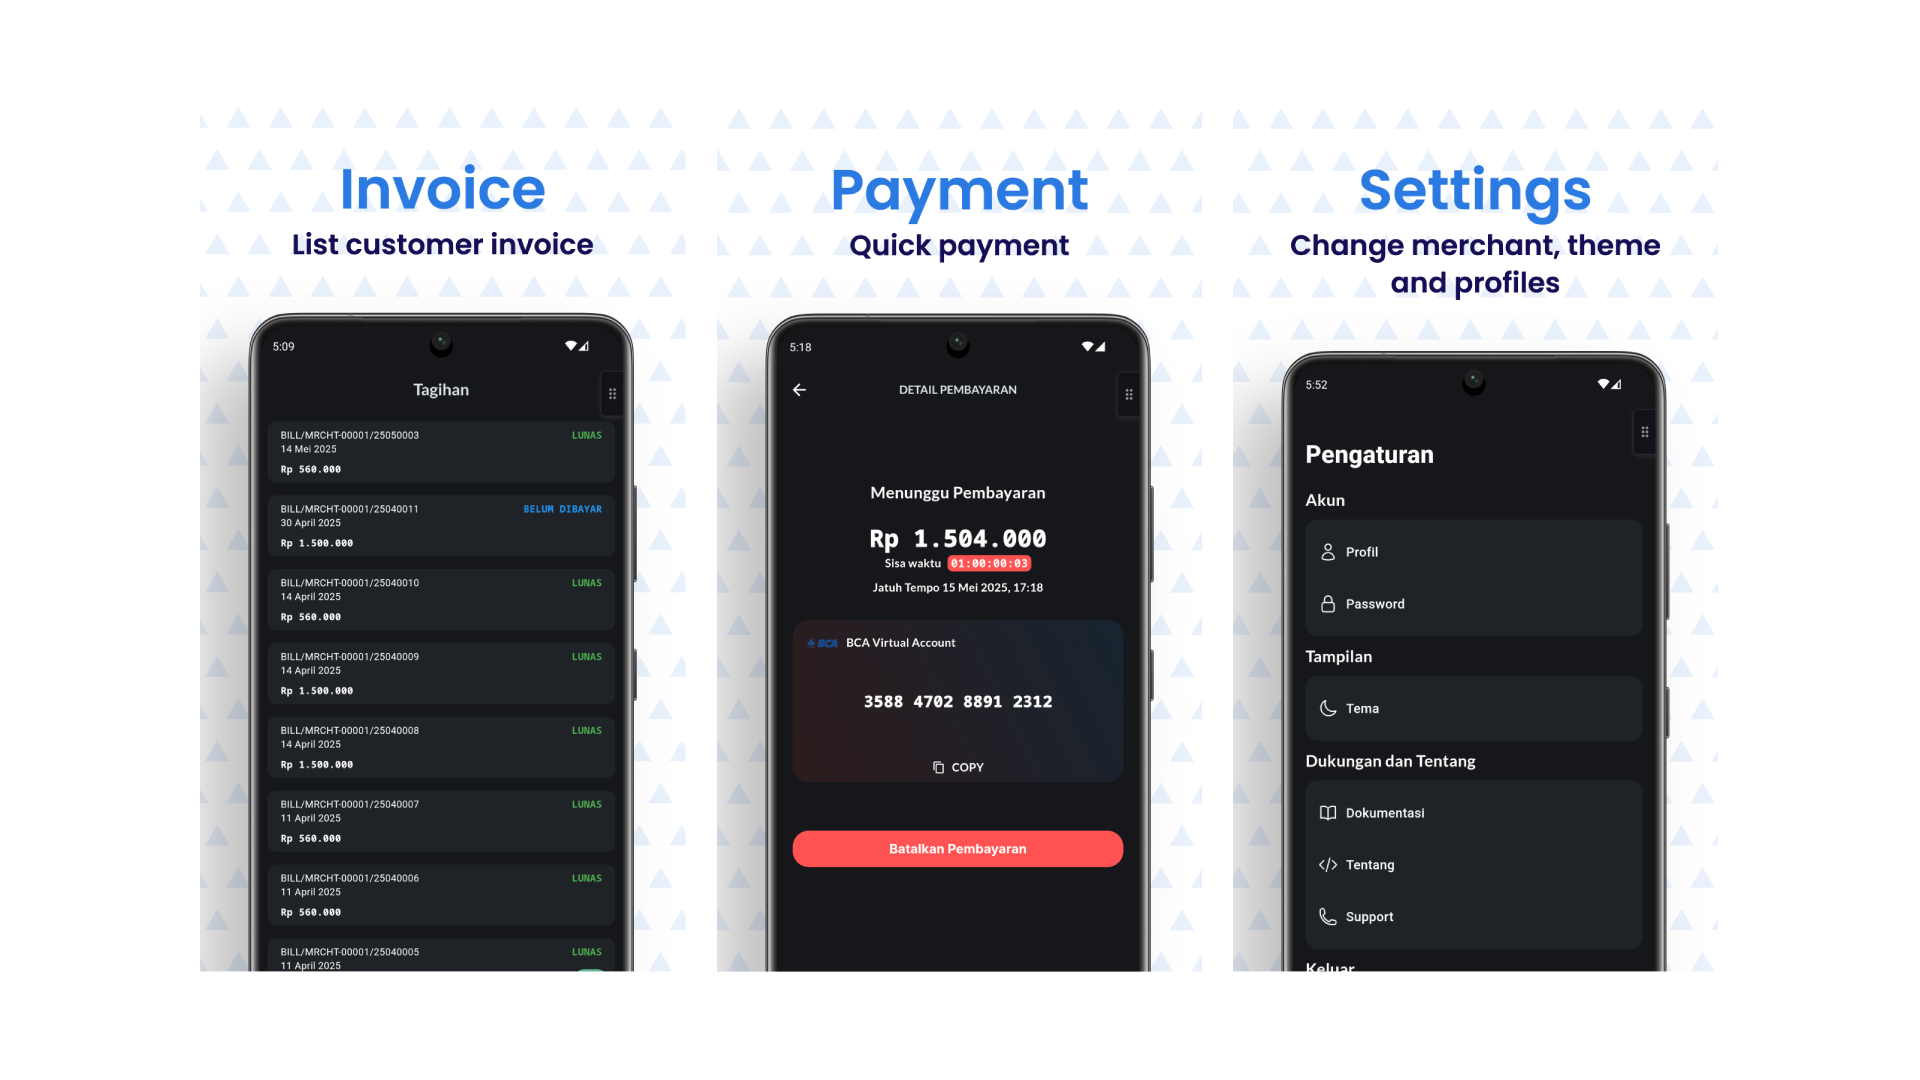 Invoice
List customer invoice
5:09
Tagihan
BILL/MRCHT-00001/25050003 LUNAS
14 Mei 2025
Rp 560.000
BILL/MRCHT-00001/25040011 BELUM DIBAYAR
30 April 2025
Rp 1.500.000
BILL/MRCHT-00001/25040010 LUNAS
14 April 2025
Rp 560.000
BILL/MRCHT-00001/25040009 LUNAS
14 April 2025
Rp 1.500.000
BILL/MRCHT-00001/25040008 LUNAS
14 April 2025
Rp 1.500.000
BILL/MRCHT-00001/25040007 LUNAS
11 April 2025
Rp 560.000
BILL/MRCHT-00001/25040006 LUNAS
11 April 2025
Rp 560.000
BILL/MRCHT-00001/25040005 LUNAS
11 April 2025
Payment
Quick payment
5:18
DETAIL PEMBAYARAN
Menunggu Pembayaran
Rp 1.504.000
Sisa waktu 01:00:00:03
Jatuh Tempo 15 Mei 2025, 17:18
BCA BCA Virtual Account
3588 4702 8891 2312
COPY
Batalkan Pembayaran
Settings
Change merchant, theme
and profiles
5:52
Pengaturan
Akun
Profil
Password
Tampilan
Tema
Dukungan dan Tentang
Dokumentasi
Tentang
Support
Keluar